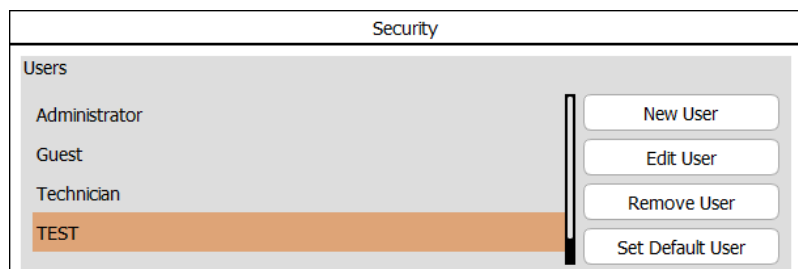 Security
Users
Administrator
New User
Guest
Edit User
Technician
Remove User
TEST
Set Default User